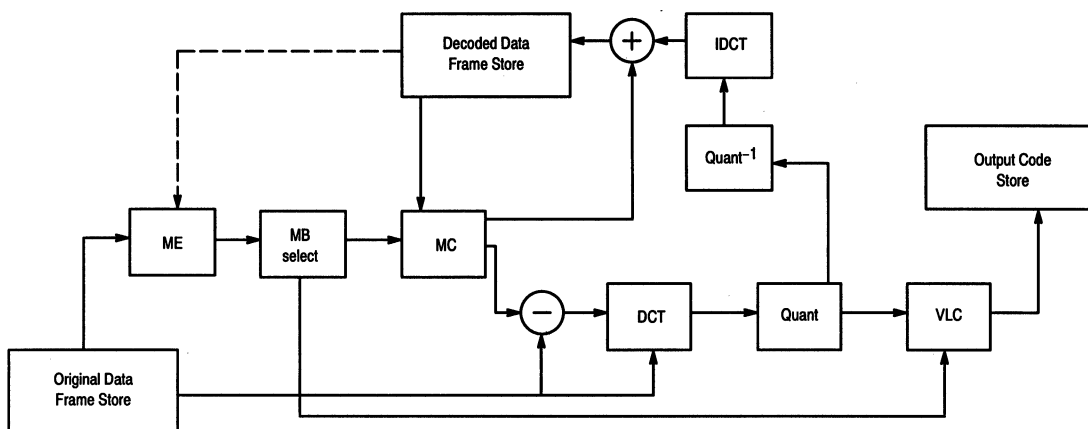 Decoded Data
Frame Store
+
IDCT
Quant⁻¹
Output Code
Store
ME
MB
select
MC
−
DCT
Quant
VLC
Original Data
Frame Store